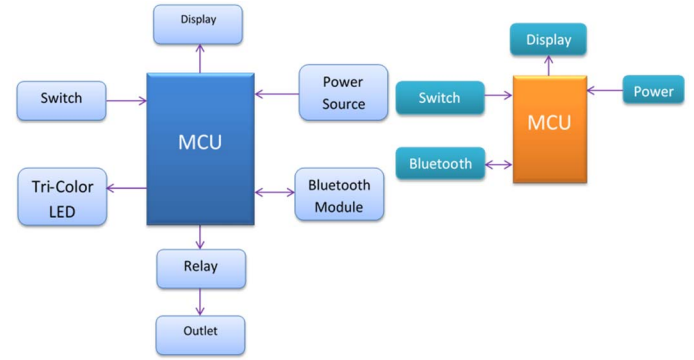 Display
Switch
MCU
Power
Source
Tri-Color
LED
Bluetooth
Module
Relay
Outlet
Display
Switch
MCU
Power
Bluetooth